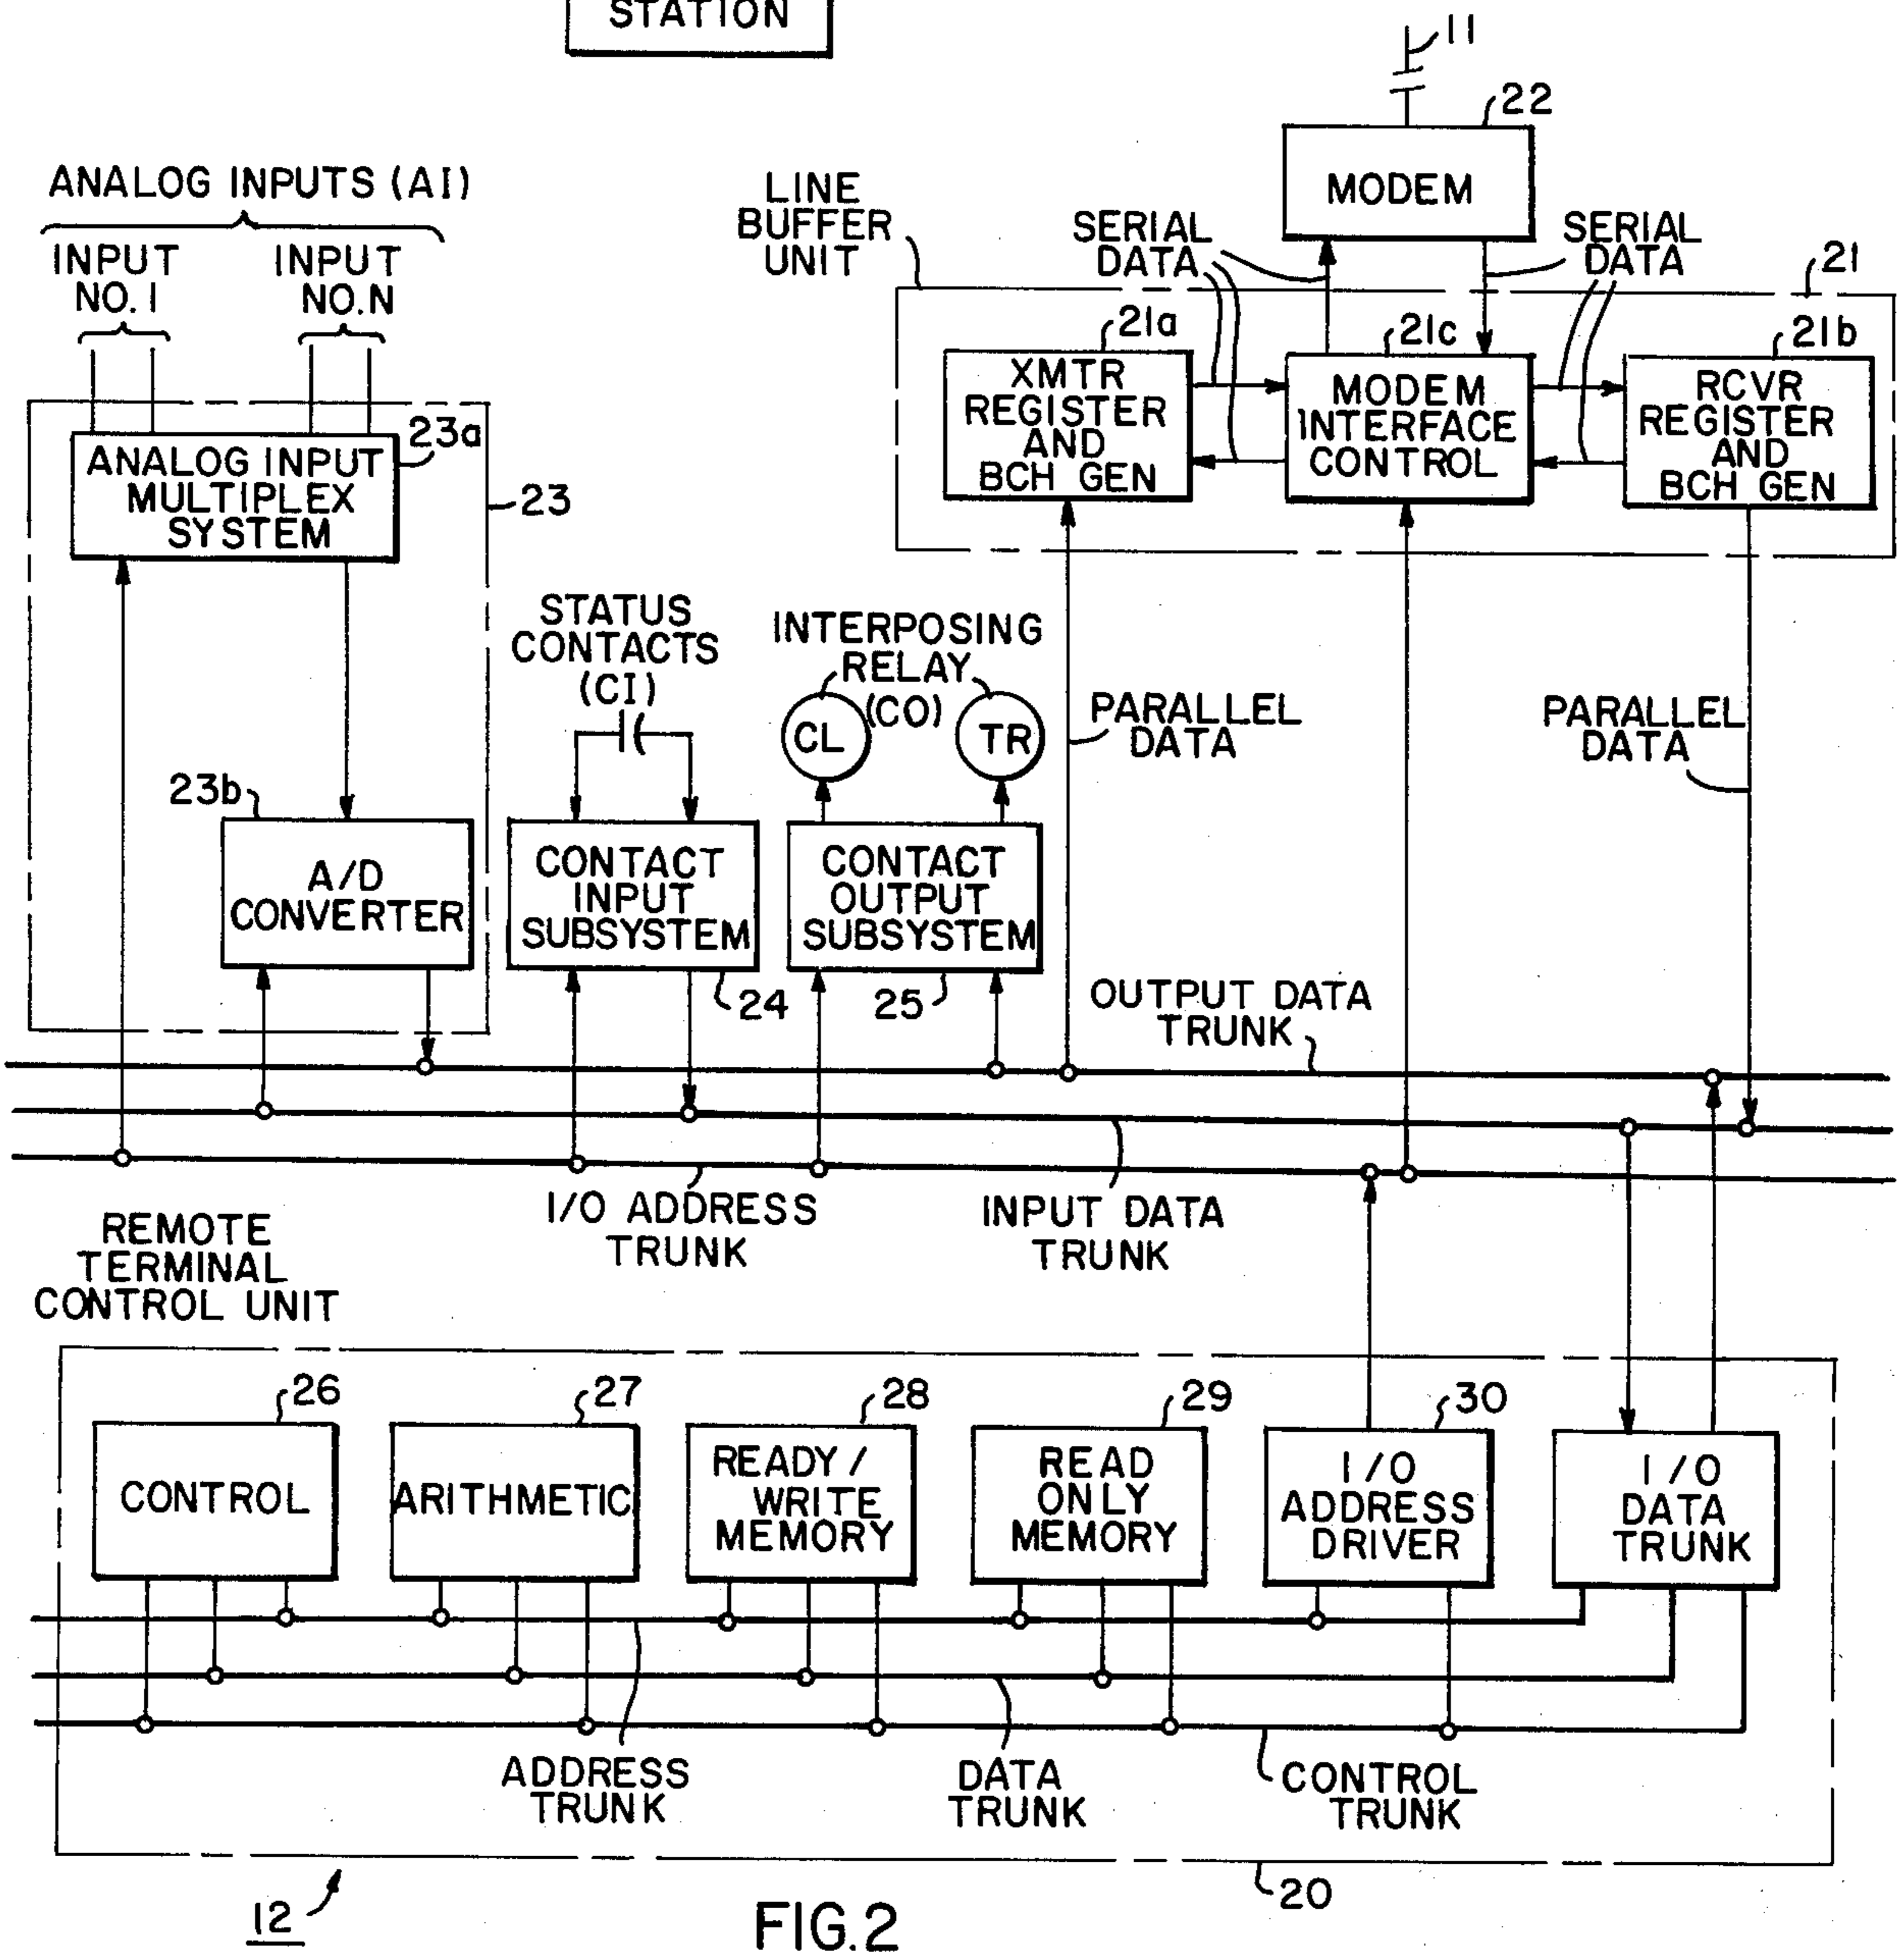 STATION
11
22
MODEM
ANALOG INPUTS (AI)
INPUT
NO. 1
INPUT
NO. N
LINE
BUFFER
UNIT
SERIAL
DATA
SERIAL
DATA
21
21a
21c
21b
XMTR
REGISTER
AND
BCH GEN
MODEM
INTERFACE
CONTROL
RCVR
REGISTER
AND
BCH GEN
23a
ANALOG INPUT
MULTIPLEX
SYSTEM
23
STATUS
CONTACTS
(CI)
INTERPOSING
RELAY
(CO)
CL
TR
PARALLEL
DATA
PARALLEL
DATA
23b
A/D
CONVERTER
CONTACT
INPUT
SUBSYSTEM
CONTACT
OUTPUT
SUBSYSTEM
24
25
OUTPUT DATA
TRUNK
I/O ADDRESS
TRUNK
INPUT DATA
TRUNK
REMOTE
TERMINAL
CONTROL UNIT
26
27
28
29
30
CONTROL
ARITHMETIC
READY /
WRITE
MEMORY
READ
ONLY
MEMORY
I/O
ADDRESS
DRIVER
I/O
DATA
TRUNK
ADDRESS
TRUNK
DATA
TRUNK
CONTROL
TRUNK
20
12
FIG. 2